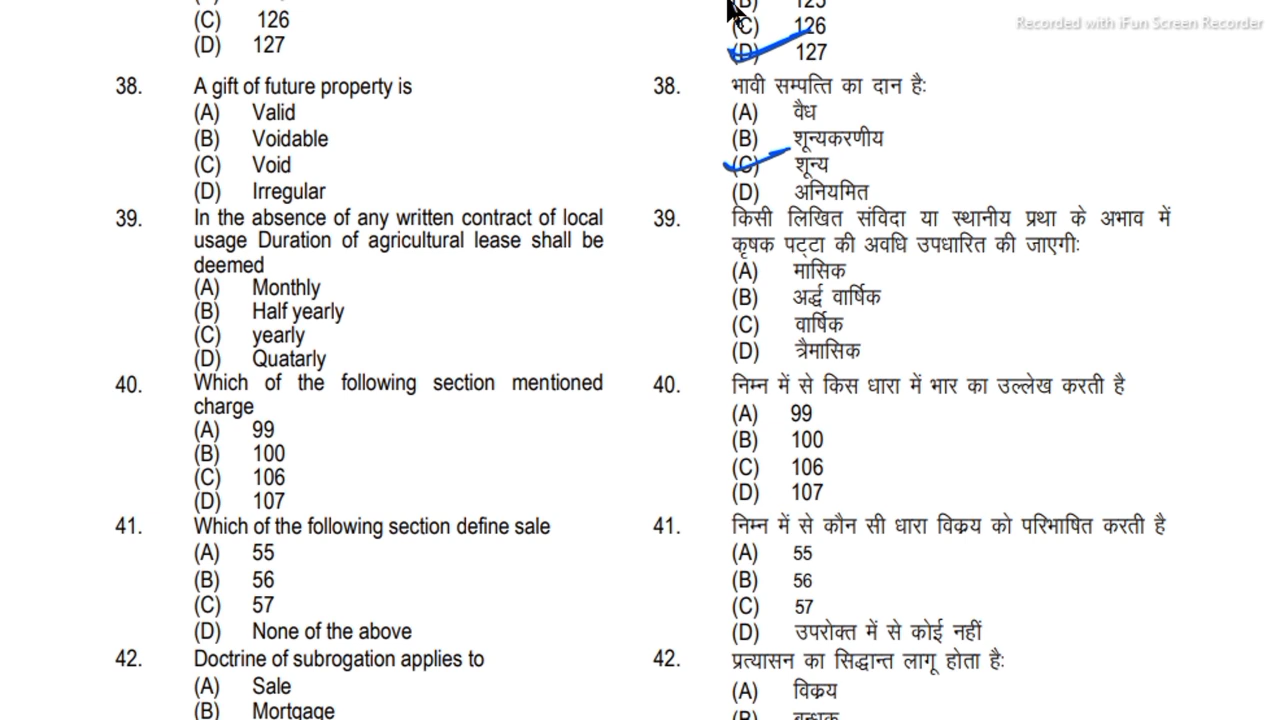 (C) 126
(D) 127
38. A gift of future property is
(A) Valid
(B) Voidable
(C) Void
(D) Irregular
39. In the absence of any written contract of local
usage Duration of agricultural lease shall be
deemed
(A) Monthly
(B) Half yearly
(C) yearly
(D) Quatarly
40. Which of the following section mentioned
charge
(A) 99
(B) 100
(C) 106
(D) 107
41. Which of the following section define sale
(A) 55
(B) 56
(C) 57
(D) None of the above
42. Doctrine of subrogation applies to
(A) Sale
(B) Mortgage
Recorded with iFun Screen Recorder
(B) 125
(C) 126
(D) 127
38. भावी सम्पत्ति का दान है:
(A) वैध
(B) शून्यकरणीय
(C) शून्य
(D) अनियमित
39. किसी लिखित संविदा या स्थानीय प्रथा के अभाव में
कृषक पट्टा की अवधि उपधारित की जाएगी:
(A) मासिक
(B) अर्द्ध वार्षिक
(C) वार्षिक
(D) त्रैमासिक
40. निम्न में से किस धारा में भार का उल्लेख करती है
(A) 99
(B) 100
(C) 106
(D) 107
41. निम्न में से कौन सी धारा विक्रय को परिभाषित करती है
(A) 55
(B) 56
(C) 57
(D) उपरोक्त में से कोई नहीं
42. प्रत्यासन का सिद्धान्त लागू होता है:
(A) विक्रय
(B) बन्धक